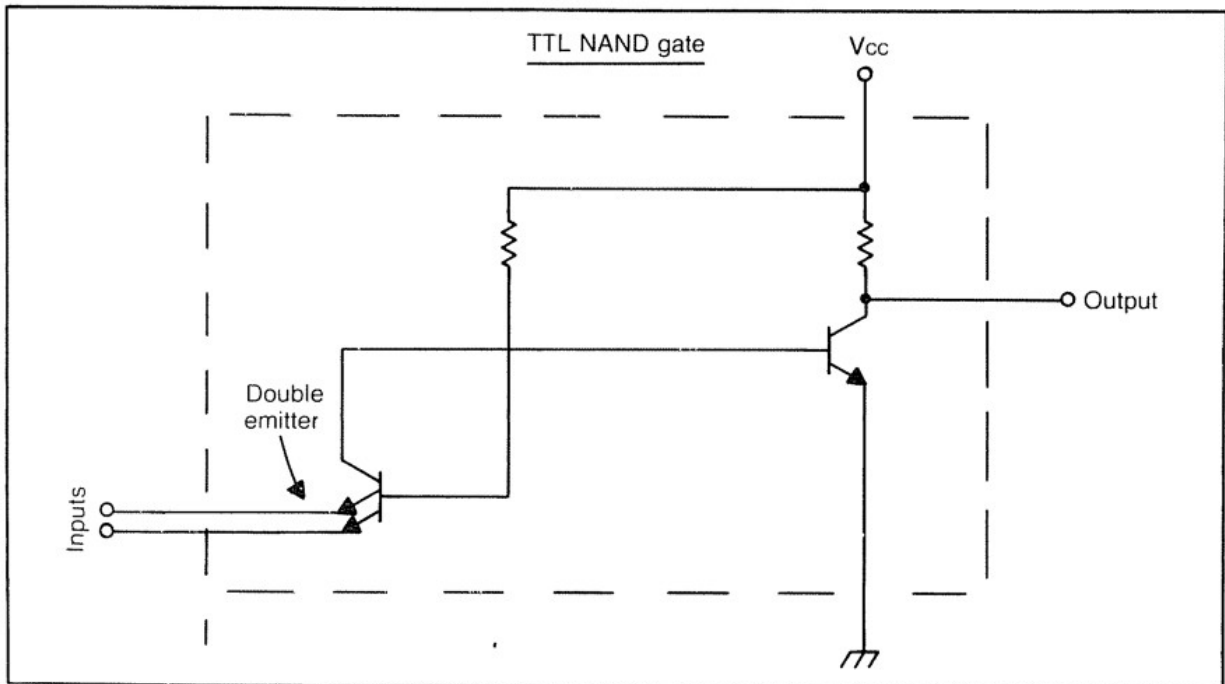 TTL NAND gate
Vcc
Output
Double
emitter
Inputs